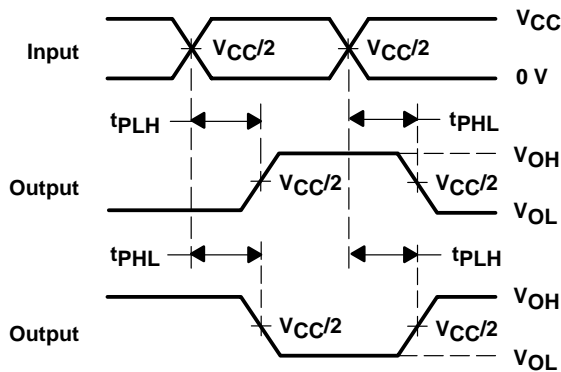 VCC
Input VCC/2 VCC/2
0 V
tPLH tPHL
VOH
Output VCC/2 VCC/2
VOL
tPHL tPLH
VOH
Output VCC/2 VCC/2
VOL